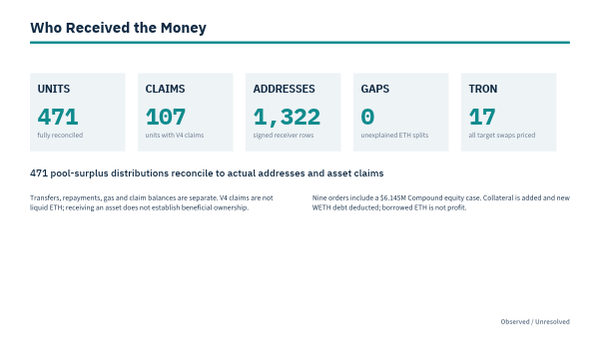 Who Received the Money
UNITS
471
fully reconciled
CLAIMS
107
units with V4 claims
ADDRESSES
1,322
signed receiver rows
GAPS
0
unexplained ETH splits
TRON
17
all target swaps priced
471 pool-surplus distributions reconcile to actual addresses and asset claims
Transfers, repayments, gas and claim balances are separate. V4 claims are not
liquid ETH; receiving an asset does not establish beneficial ownership.
Nine orders include a $6.145M Compound equity case. Collateral is added and new
WETH debt deducted; borrowed ETH is not profit.
Observed / Unresolved